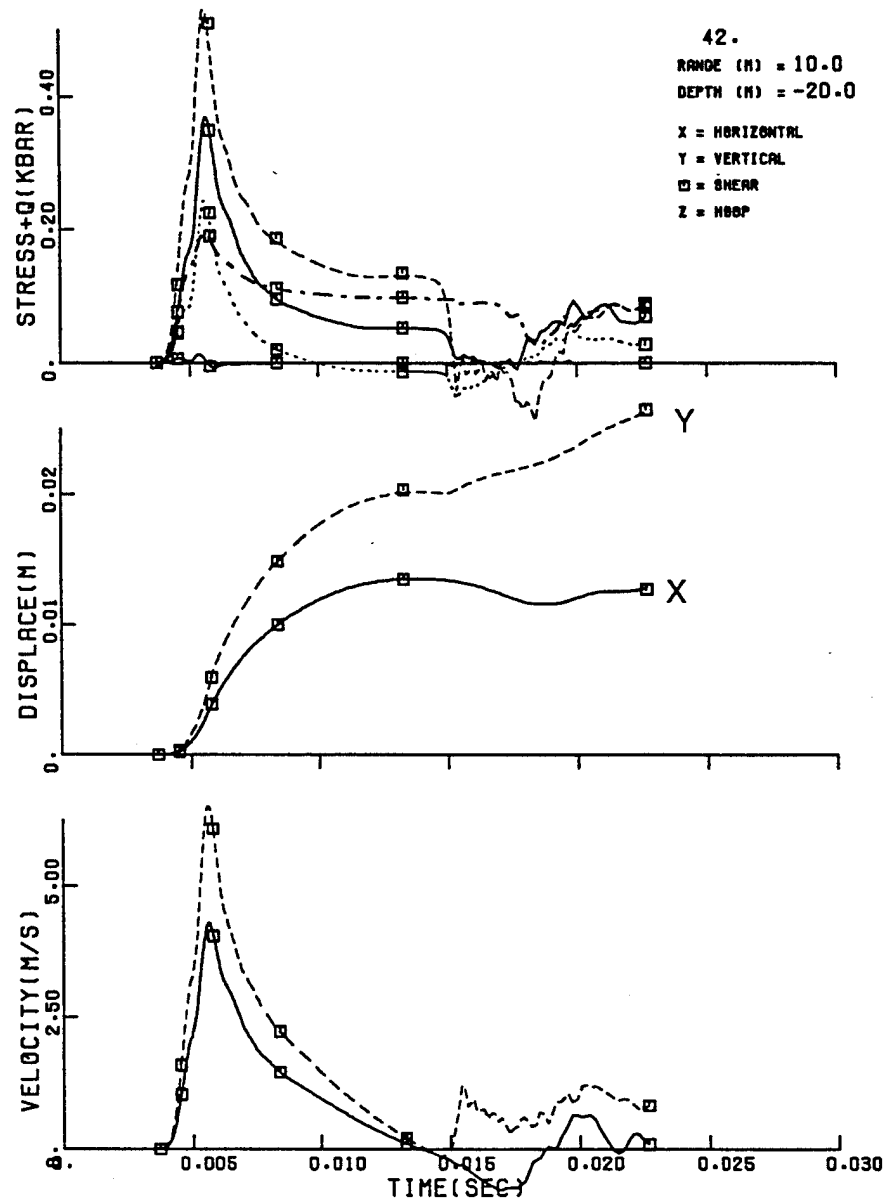 42.
RANGE (M) = 10.0
DEPTH (M) = -20.0
X = HORIZONTAL
Y = VERTICAL
= SHEAR
Z = HOOP
STRESS+Q(KBAR)
0.40
0.20
0.
DISPLACE(M)
0.02
0.01
0.
Y
X
VELOCITY(M/S)
5.00
2.50
0.
0.005
0.010
0.015
0.020
0.025
0.030
TIME(SEC)